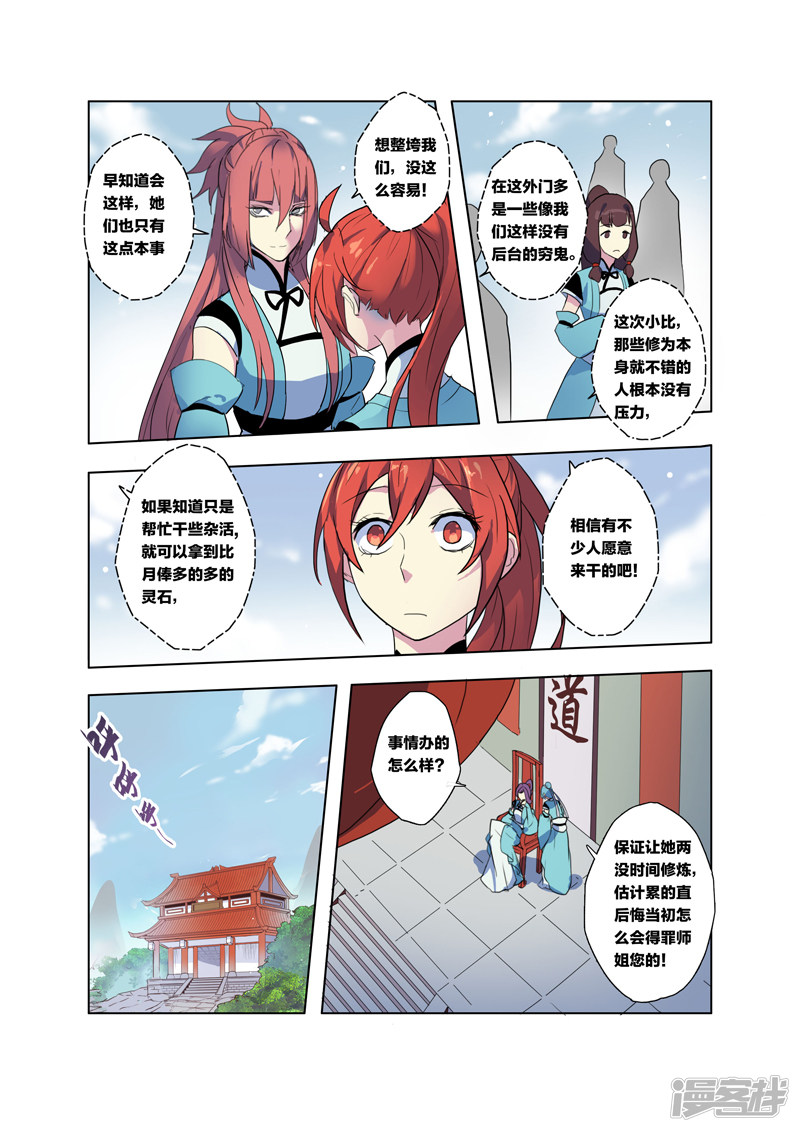 早知道会
这样，她
们也只有
这点本事
想整垮我
们，没这
么容易！
在这外门多
是一些像我
们这样没有
后台的穷鬼。
这次小比，
那些修为本
身就不错的
人根本没有
压力，
如果知道只是
帮忙干些杂活，
就可以拿到比
月俸多的多的
灵石，
相信有不
少人愿意
来干的吧！
事情办的
怎么样？
道
保证让她两
没时间修炼，
估计累的直
后悔当初怎
么会得罪师
姐您的！
漫客栈